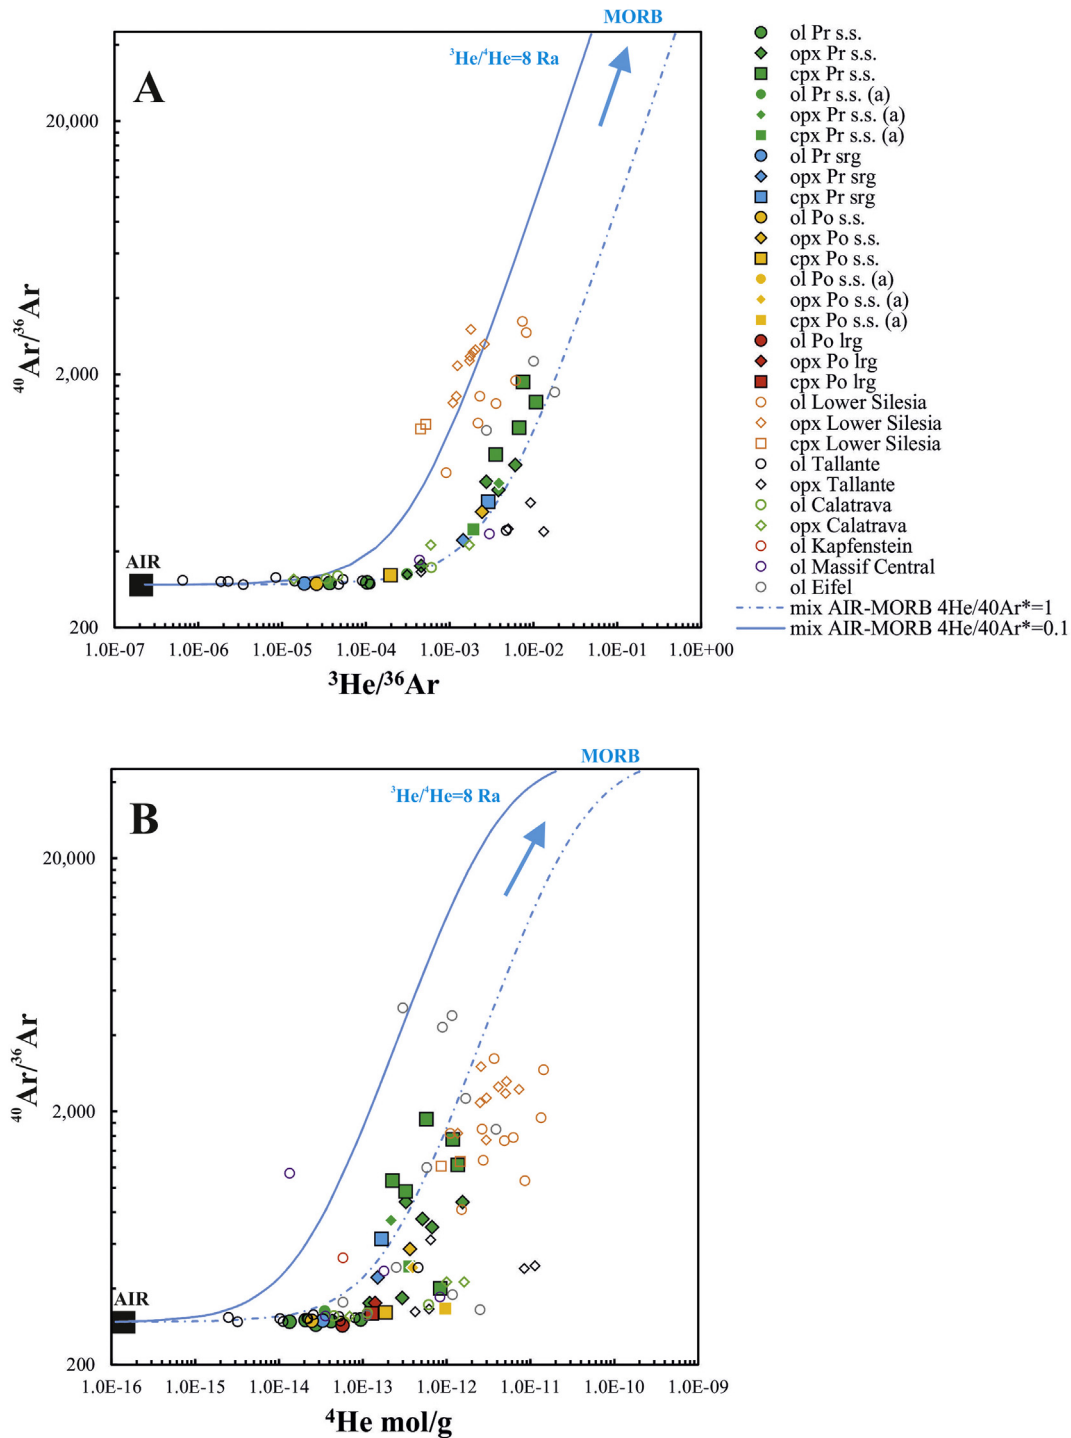 MORB
³He/⁴He=8 Ra
A
20,000
2,000
200
⁴⁰Ar/³⁶Ar
AIR
1.0E-07 1.0E-06 1.0E-05 1.0E-04 1.0E-03 1.0E-02 1.0E-01 1.0E+00
³He/³⁶Ar
ol Pr s.s.
opx Pr s.s.
cpx Pr s.s.
ol Pr s.s. (a)
opx Pr s.s. (a)
cpx Pr s.s. (a)
ol Pr srg
opx Pr srg
cpx Pr srg
ol Po s.s.
opx Po s.s.
cpx Po s.s.
ol Po s.s. (a)
opx Po s.s. (a)
cpx Po s.s. (a)
ol Po lrg
opx Po lrg
cpx Po lrg
ol Lower Silesia
opx Lower Silesia
cpx Lower Silesia
ol Tallante
opx Tallante
ol Calatrava
opx Calatrava
ol Kapfenstein
ol Massif Central
ol Eifel
mix AIR-MORB 4He/40Ar*=1
mix AIR-MORB 4He/40Ar*=0.1
MORB
³He/⁴He=8 Ra
B
20,000
2,000
200
⁴⁰Ar/³⁶Ar
AIR
1.0E-16 1.0E-15 1.0E-14 1.0E-13 1.0E-12 1.0E-11 1.0E-10 1.0E-09
⁴He mol/g